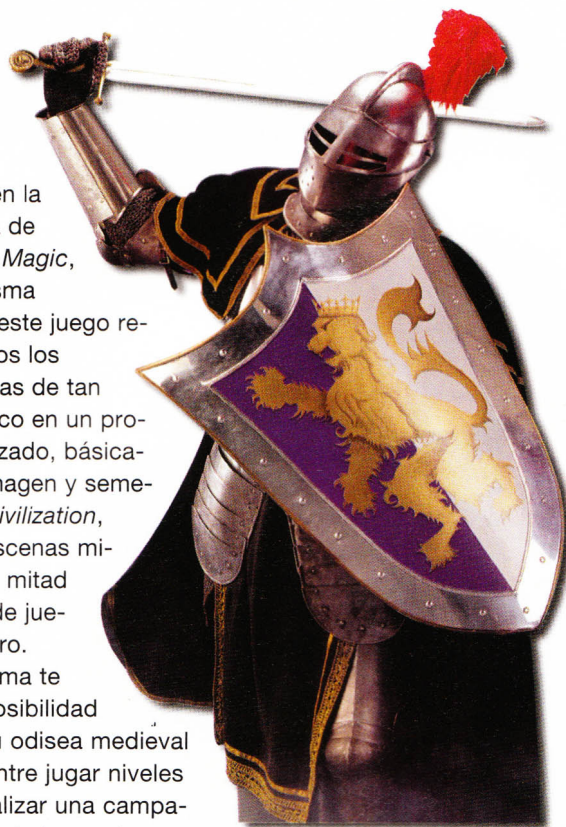 en la
de
Magic,
sma
este juego re-
os los
as de tan
co en un pro-
zado, básica-
nagen y seme-
ivilization,
scenas mi-
mitad
de jue-
ro.
ma te
osibilidad
u odisea medieval
ntre jugar niveles
alizar una campa-